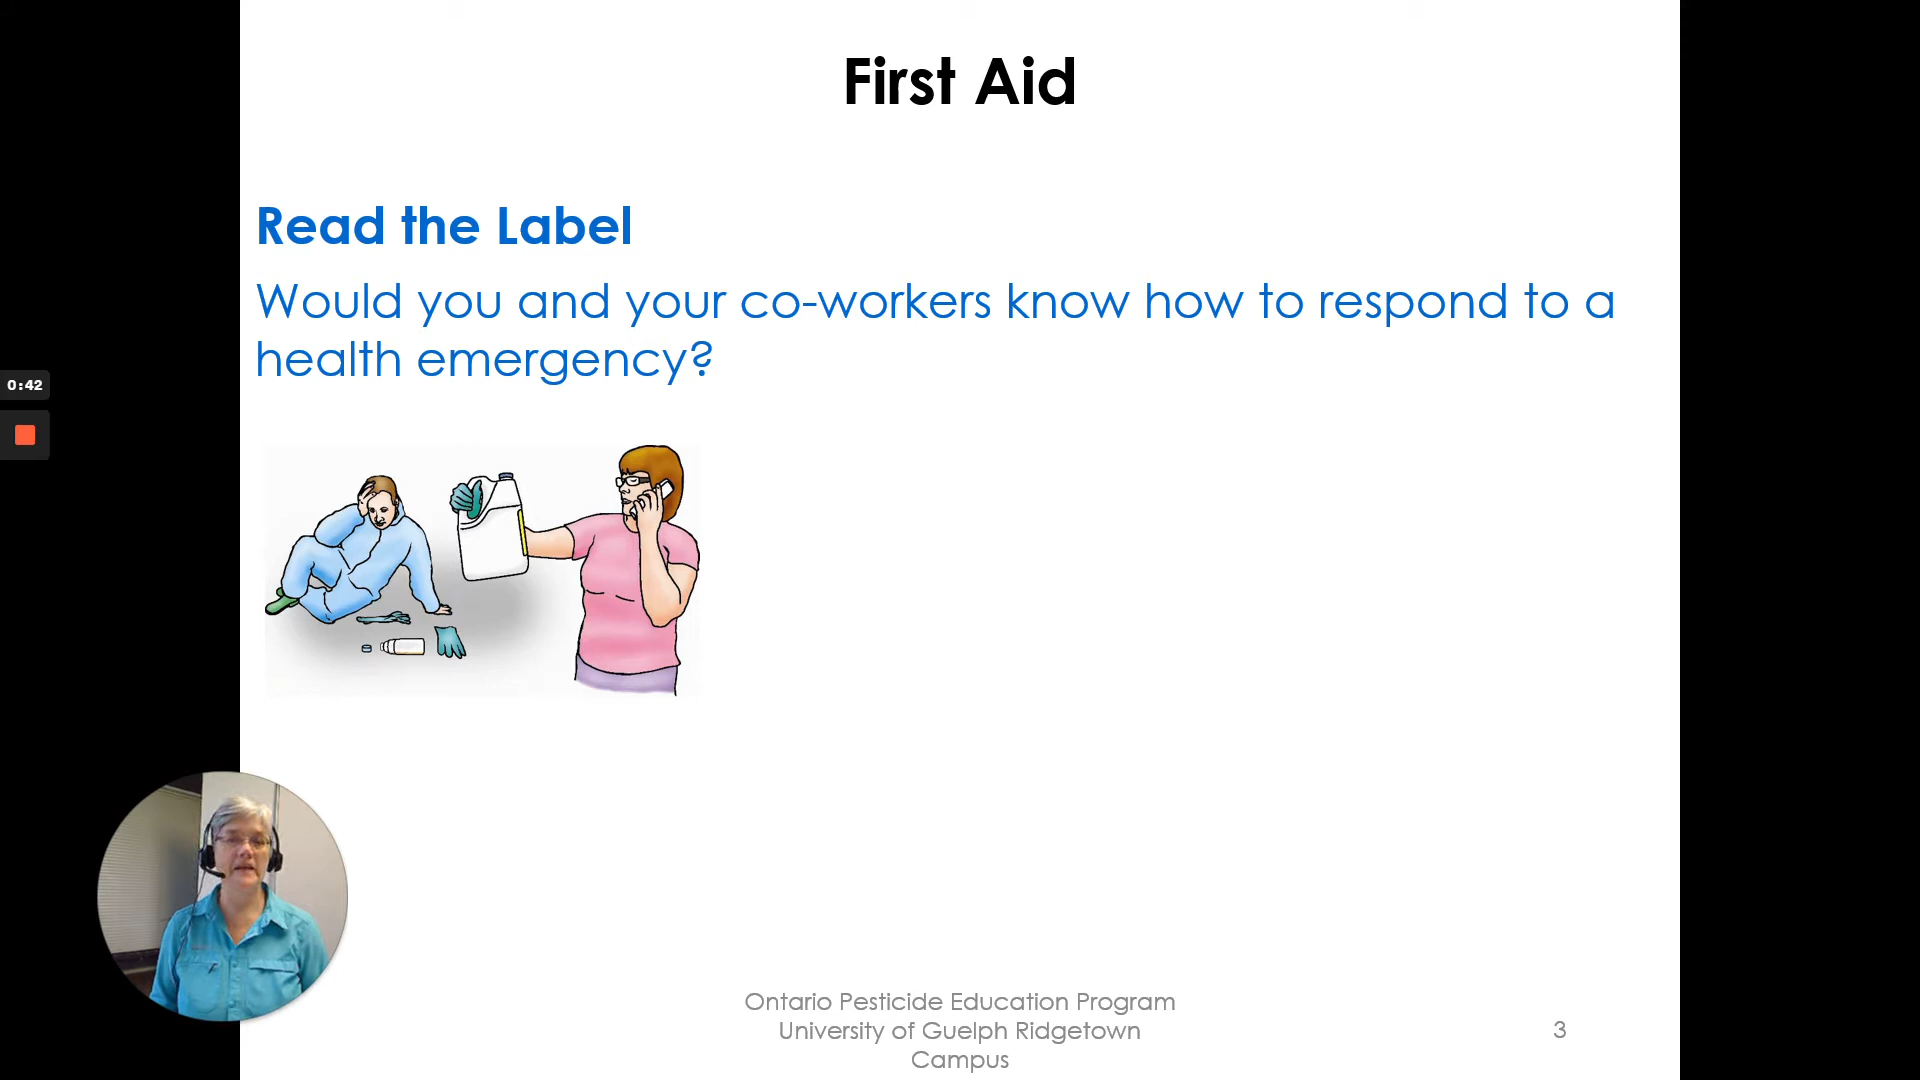 First Aid
Read the Label
Would you and your co-workers know how to respond to a
health emergency?
0:42
Ontario Pesticide Education Program
University of Guelph Ridgetown
Campus
3